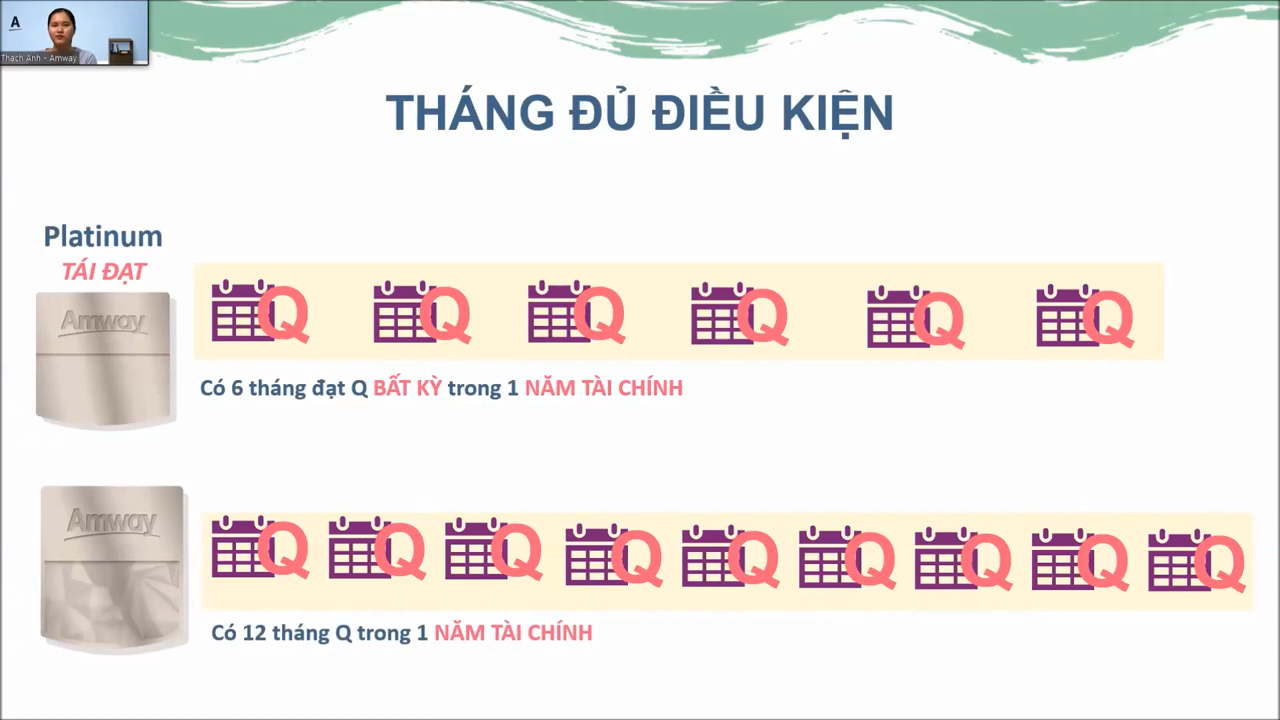 A
Thach Anh - Amway
THÁNG ĐỦ ĐIỀU KIỆN
Platinum
TÁI ĐẠT
Amway
Q Q Q Q Q Q
Có 6 tháng đạt Q BẤT KỲ trong 1 NĂM TÀI CHÍNH
Amway
Q Q Q Q Q Q Q Q Q
Có 12 tháng Q trong 1 NĂM TÀI CHÍNH